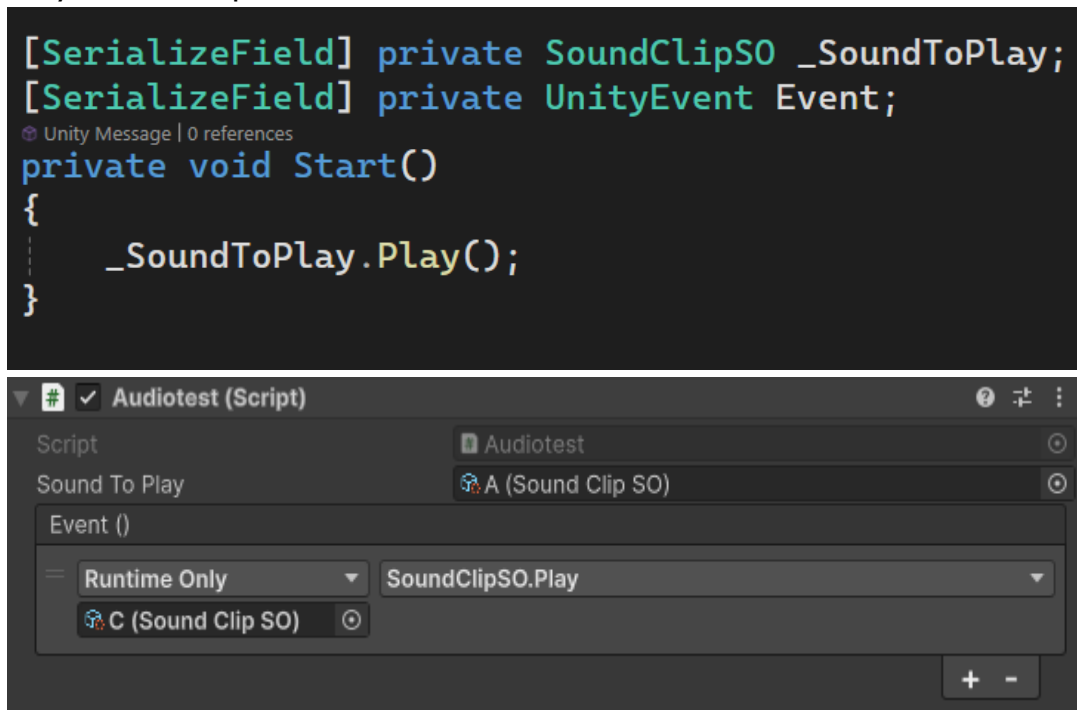 [SerializeField] private SoundClipSO _SoundToPlay;
[SerializeField] private UnityEvent Event;
Unity Message | 0 references
private void Start()
{
_SoundToPlay.Play();
}
# Audiotest (Script)
Script # Audiotest
Sound To Play A (Sound Clip SO)
Event ()
Runtime Only SoundClipSO.Play
C (Sound Clip SO)
+ -